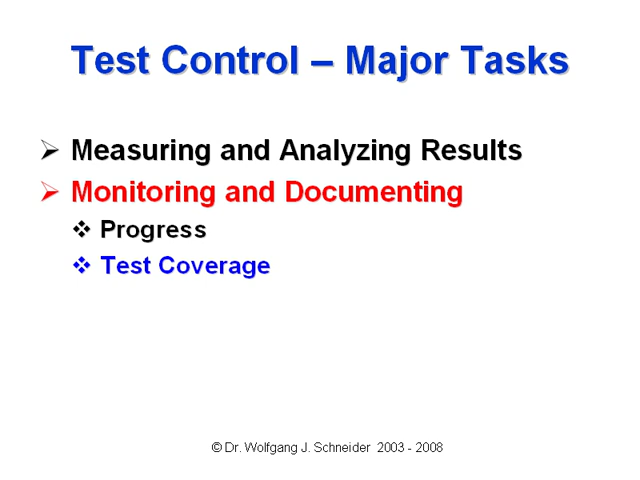 Test Control – Major Tasks
Measuring and Analyzing Results
Monitoring and Documenting
Progress
Test Coverage
© Dr. Wolfgang J. Schneider 2003 - 2008